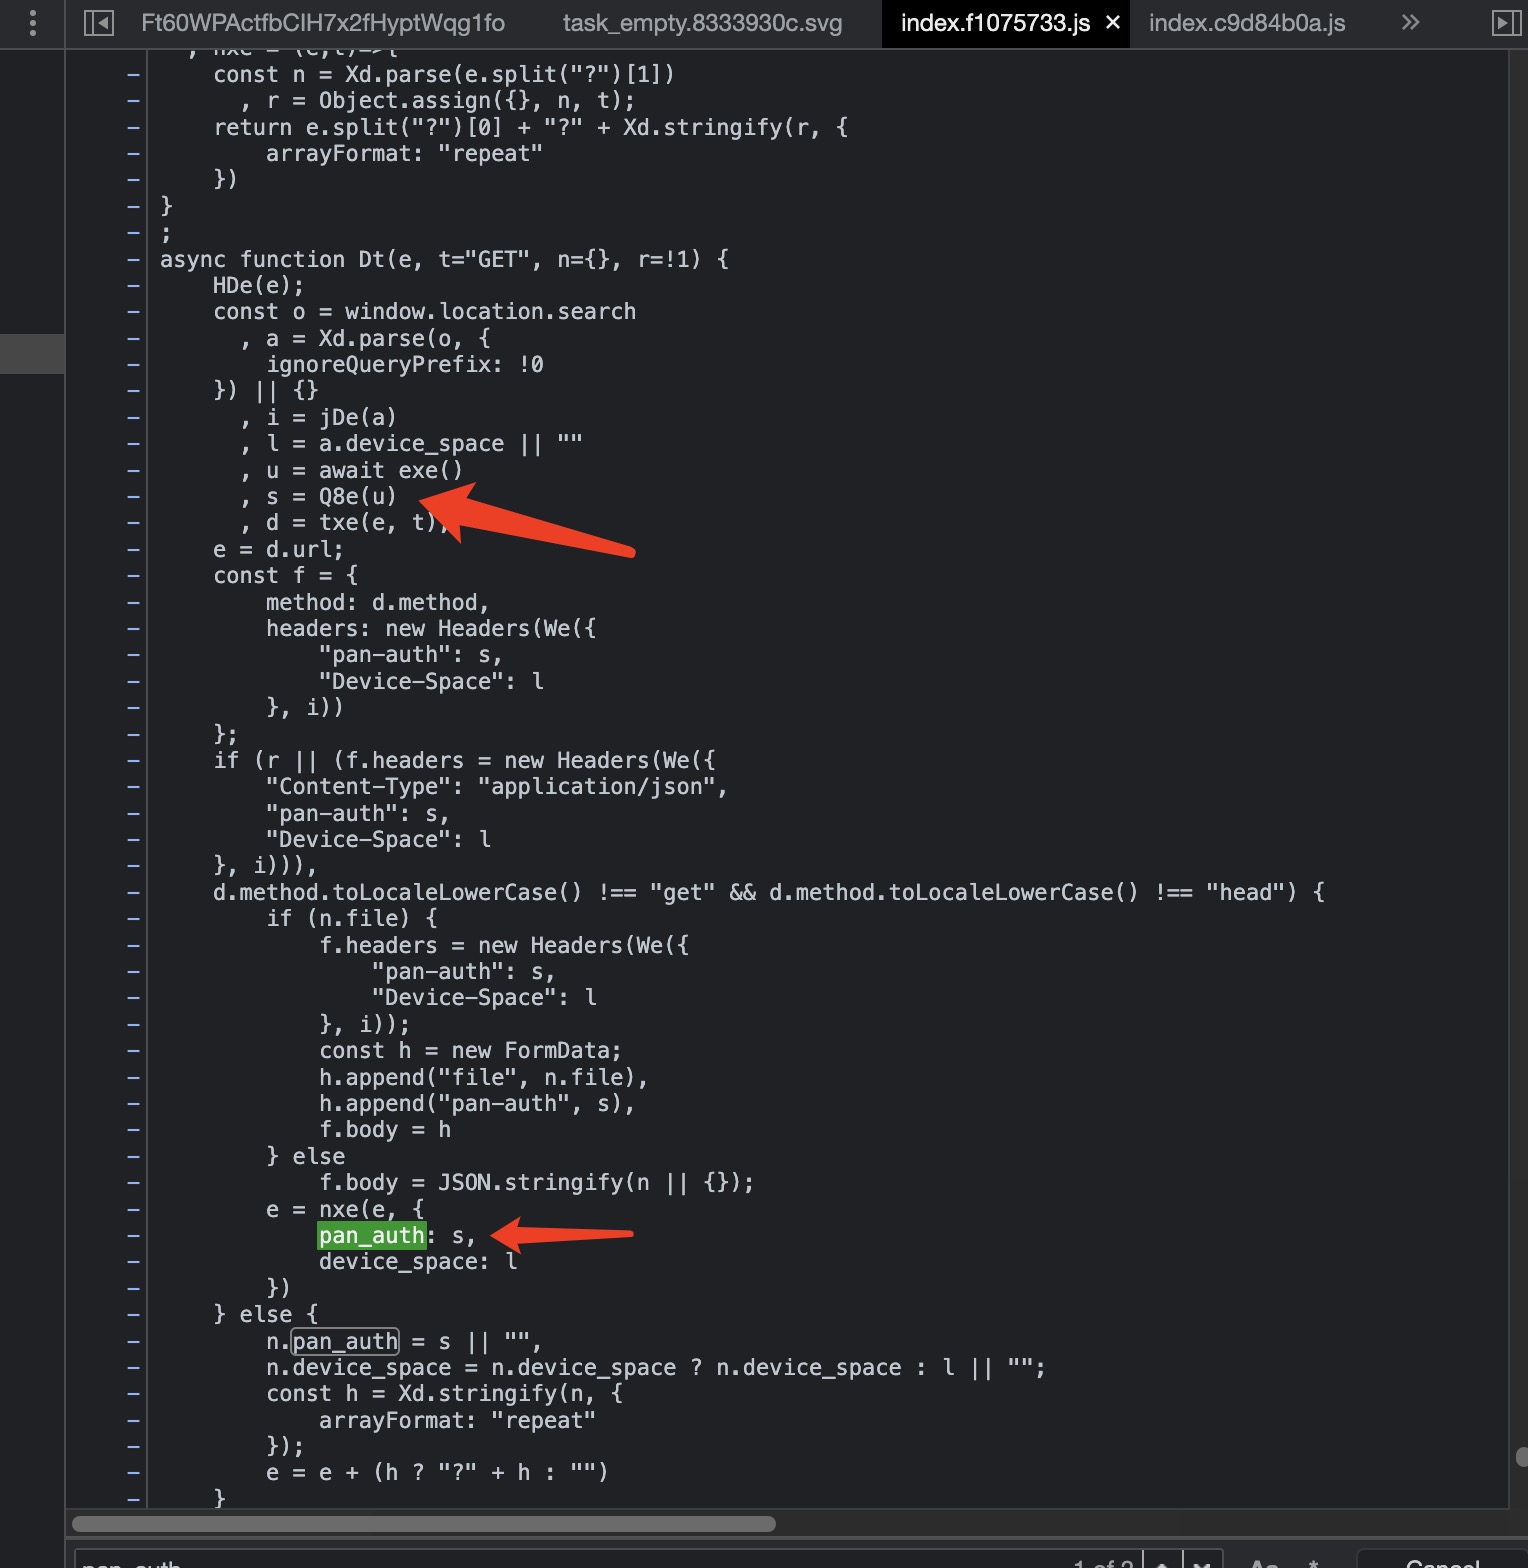 Ft60WPActfbCIH7x2fHyptWqg1fo task_empty.8333930c.svg index.f1075733.js × index.c9d84b0a.js »
, nxe = (e,t)=>{
const n = Xd.parse(e.split("?")[1])
, r = Object.assign({}, n, t);
return e.split("?")[0] + "?" + Xd.stringify(r, {
arrayFormat: "repeat"
})
}
;
async function Dt(e, t="GET", n={}, r=!1) {
HDe(e);
const o = window.location.search
, a = Xd.parse(o, {
ignoreQueryPrefix: !0
}) || {}
, i = jDe(a)
, l = a.device_space || ""
, u = await exe()
, s = Q8e(u)
, d = txe(e, t),
e = d.url;
const f = {
method: d.method,
headers: new Headers(We({
"pan-auth": s,
"Device-Space": l
}, i))
};
if (r || (f.headers = new Headers(We({
"Content-Type": "application/json",
"pan-auth": s,
"Device-Space": l
}, i))),
d.method.toLocaleLowerCase() !== "get" && d.method.toLocaleLowerCase() !== "head") {
if (n.file) {
f.headers = new Headers(We({
"pan-auth": s,
"Device-Space": l
}, i));
const h = new FormData;
h.append("file", n.file),
h.append("pan-auth", s),
f.body = h
} else
f.body = JSON.stringify(n || {});
e = nxe(e, {
pan_auth: s,
device_space: l
})
} else {
n.pan_auth = s || "",
n.device_space = n.device_space ? n.device_space : l || "";
const h = Xd.stringify(n, {
arrayFormat: "repeat"
});
e = e + (h ? "?" + h : "")
}
pan_auth 1 of 2 Aa .* Cancel